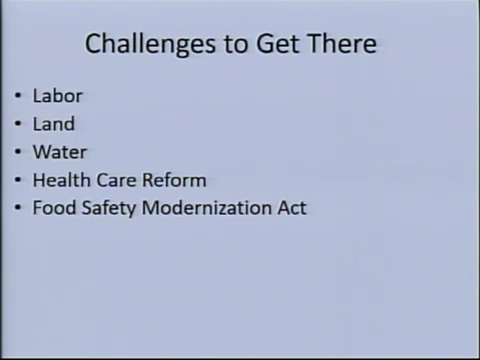 Challenges to Get There
• Labor
• Land
• Water
• Health Care Reform
• Food Safety Modernization Act